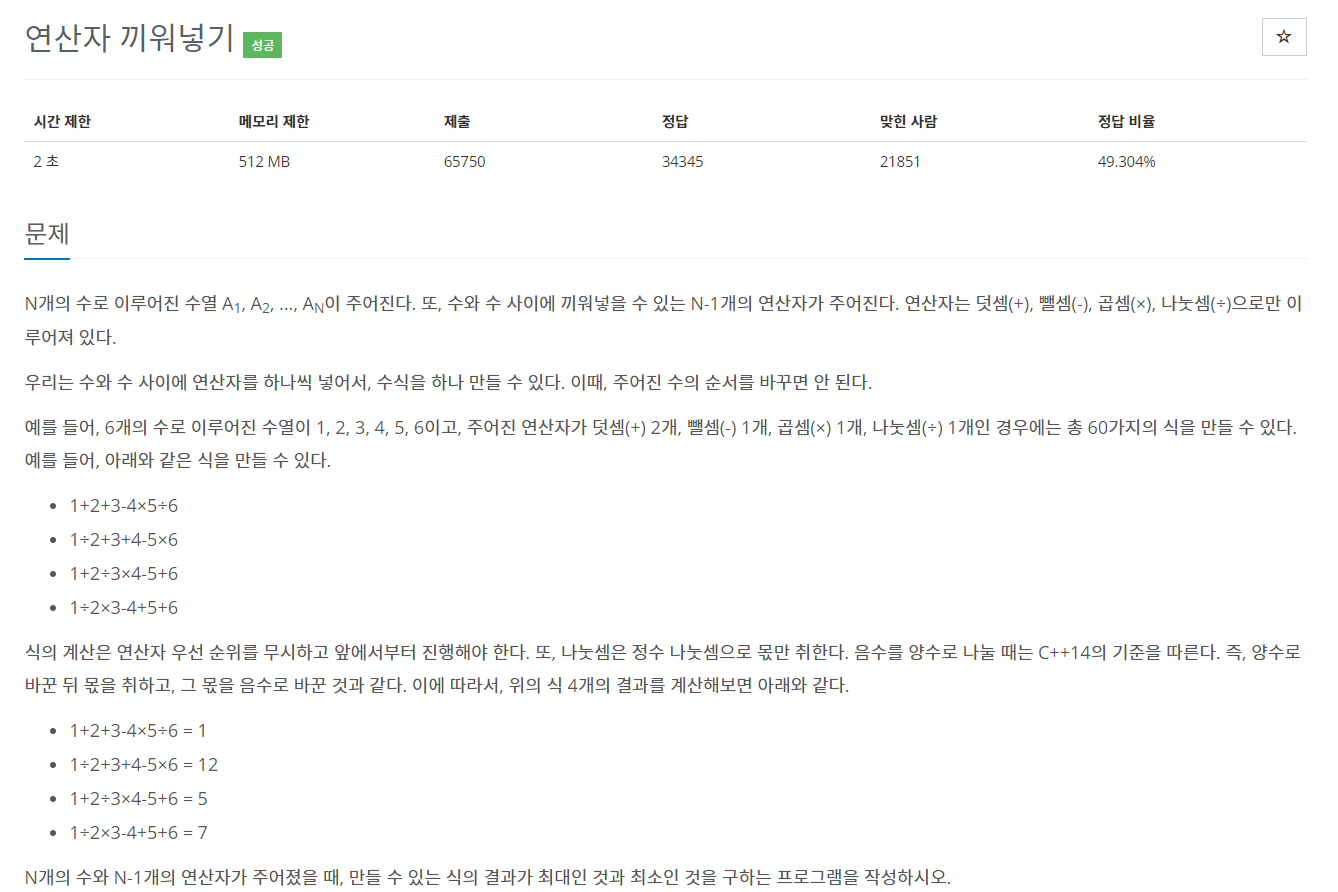 연산자 끼워넣기 성공
☆
시간 제한 메모리 제한 제출 정답 맞힌 사람 정답 비율
2 초 512 MB 65750 34345 21851 49.304%
문제
N개의 수로 이루어진 수열 A1, A2, ..., AN이 주어진다. 또, 수와 수 사이에 끼워넣을 수 있는 N-1개의 연산자가 주어진다. 연산자는 덧셈(+), 뺄셈(-), 곱셈(×), 나눗셈(÷)으로만 이
루어져 있다.
우리는 수와 수 사이에 연산자를 하나씩 넣어서, 수식을 하나 만들 수 있다. 이때, 주어진 수의 순서를 바꾸면 안 된다.
예를 들어, 6개의 수로 이루어진 수열이 1, 2, 3, 4, 5, 6이고, 주어진 연산자가 덧셈(+) 2개, 뺄셈(-) 1개, 곱셈(×) 1개, 나눗셈(÷) 1개인 경우에는 총 60가지의 식을 만들 수 있다.
예를 들어, 아래와 같은 식을 만들 수 있다.
• 1+2+3-4×5÷6
• 1÷2+3+4-5×6
• 1+2÷3×4-5+6
• 1÷2×3-4+5+6
식의 계산은 연산자 우선 순위를 무시하고 앞에서부터 진행해야 한다. 또, 나눗셈은 정수 나눗셈으로 몫만 취한다. 음수를 양수로 나눌 때는 C++14의 기준을 따른다. 즉, 양수로
바꾼 뒤 몫을 취하고, 그 몫을 음수로 바꾼 것과 같다. 이에 따라서, 위의 식 4개의 결과를 계산해보면 아래와 같다.
• 1+2+3-4×5÷6 = 1
• 1÷2+3+4-5×6 = 12
• 1+2÷3×4-5+6 = 5
• 1÷2×3-4+5+6 = 7
N개의 수와 N-1개의 연산자가 주어졌을 때, 만들 수 있는 식의 결과가 최대인 것과 최소인 것을 구하는 프로그램을 작성하시오.